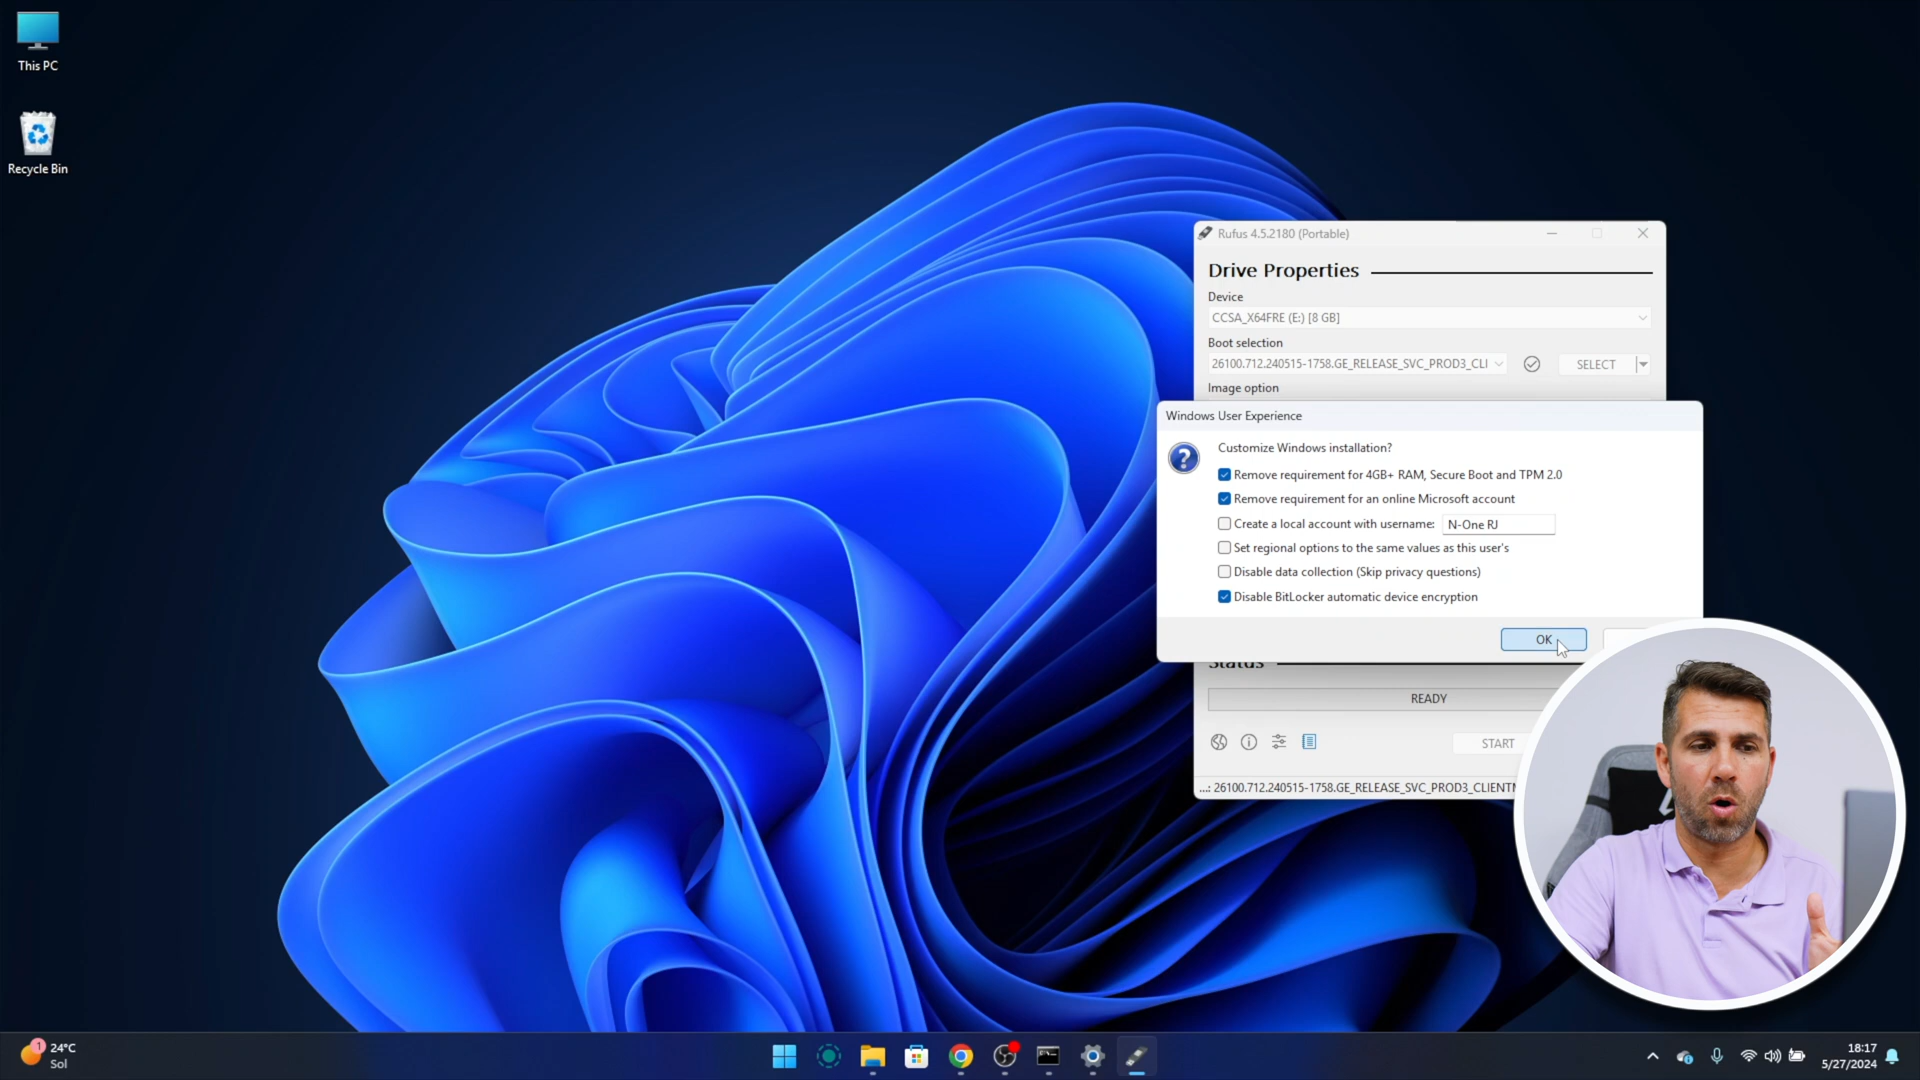 This PC
Recycle Bin
Rufus 4.5.2180 (Portable)
Drive Properties
Device
CCSA_X64FRE (E:) [8 GB]
Boot selection
26100.712.240515-1758.GE_RELEASE_SVC_PROD3_CLI
SELECT
Image option
Windows User Experience
Customize Windows installation?
Remove requirement for 4GB+ RAM, Secure Boot and TPM 2.0
Remove requirement for an online Microsoft account
Create a local account with username: N-One RJ
Set regional options to the same values as this user's
Disable data collection (Skip privacy questions)
Disable BitLocker automatic device encryption
OK
Status
READY
START
...: 26100.712.240515-1758.GE_RELEASE_SVC_PROD3_CLIENTM
1
24°C
Sol
18:17
5/27/2024